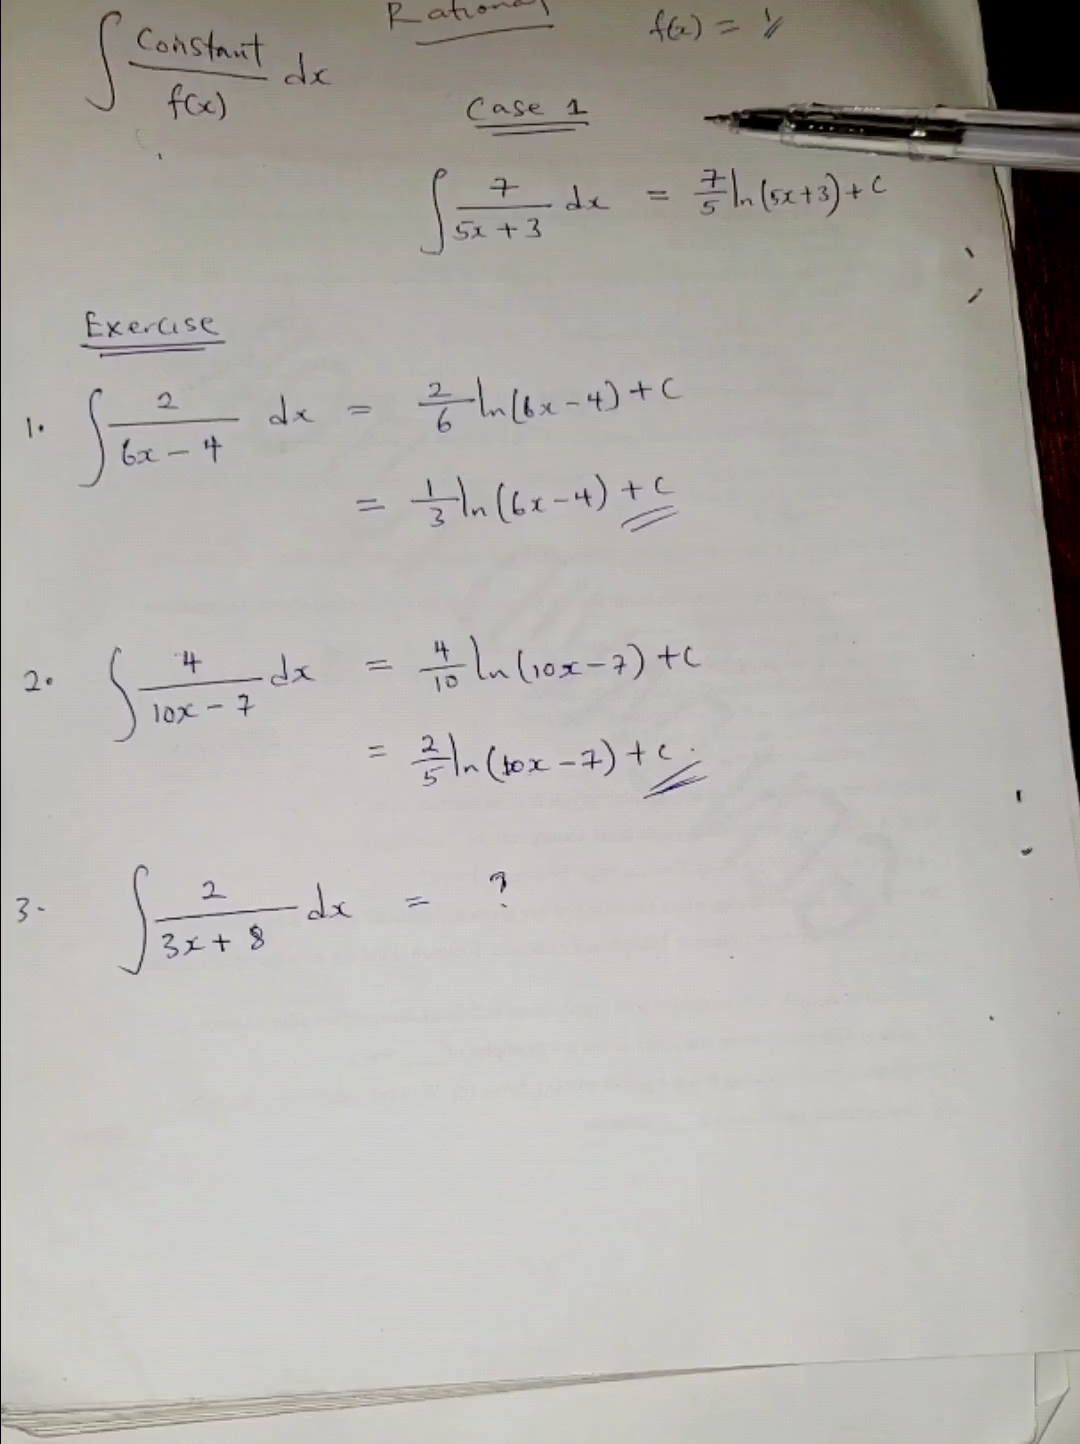 Rational
f(x) = 1
∫ Constant/f(x) dx
Case 1
∫ 7/(5x + 3) dx = 7/5 ln(5x+3) + C
Exercise
1. ∫ 2/(6x - 4) dx = 2/6 ln(6x-4) + C
= 1/3 ln(6x-4) + C
2. ∫ 4/(10x - 7) dx = 4/10 ln(10x-7) + C
= 2/5 ln(10x-7) + C.
3- ∫ 2/(3x + 8) dx = ?